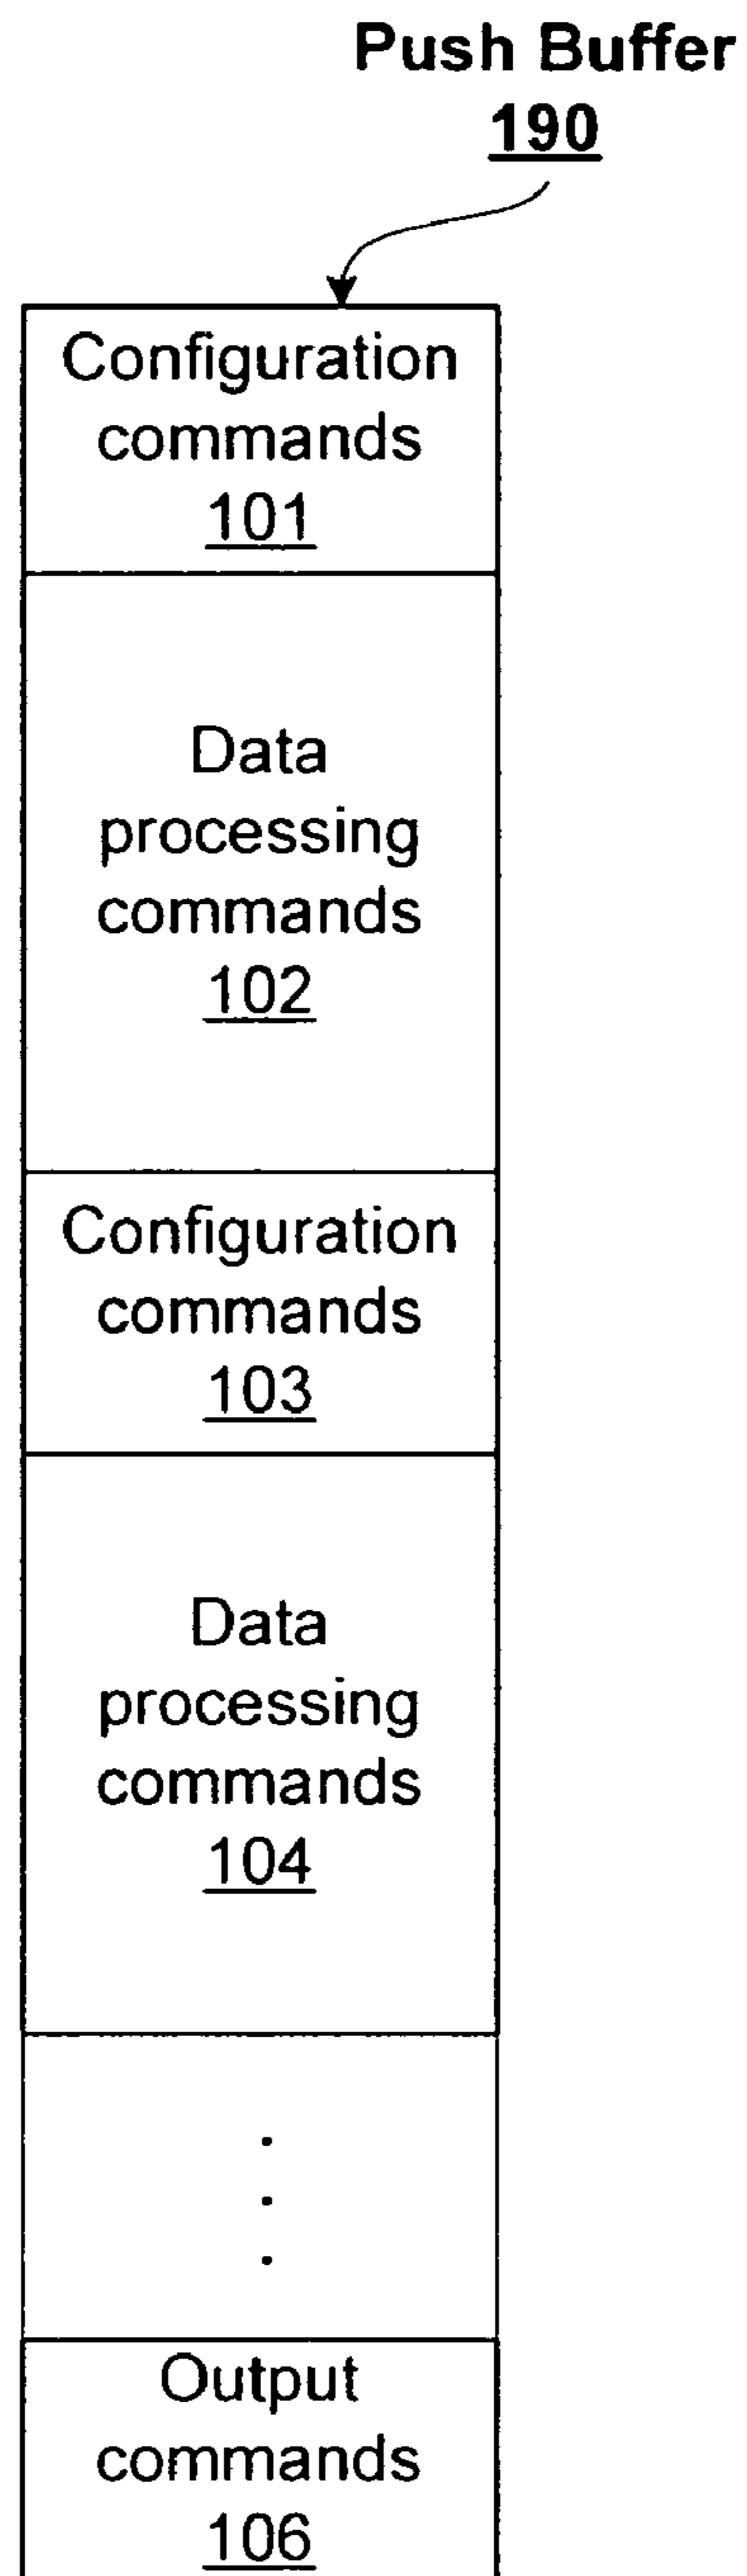 Push Buffer
190
Configuration
commands
101
Data
processing
commands
102
Configuration
commands
103
Data
processing
commands
104
Output
commands
106